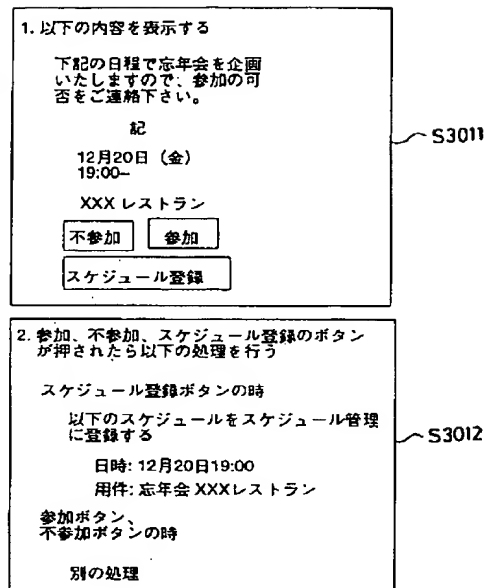 1. 以下の内容を表示する
下記の日程で忘年会を企画
いたしますので、参加の可
否をご連絡下さい。
記
12月20日（金）
19:00–
XXX レストラン
不参加 参加
スケジュール登録
S3011
2. 参加、不参加、スケジュール登録のボタン
が押されたら以下の処理を行う
スケジュール登録ボタンの時
以下のスケジュールをスケジュール管理
に登録する
S3012
日時: 12月20日19:00
用件: 忘年会 XXXレストラン
参加ボタン、
不参加ボタンの時
別の処理